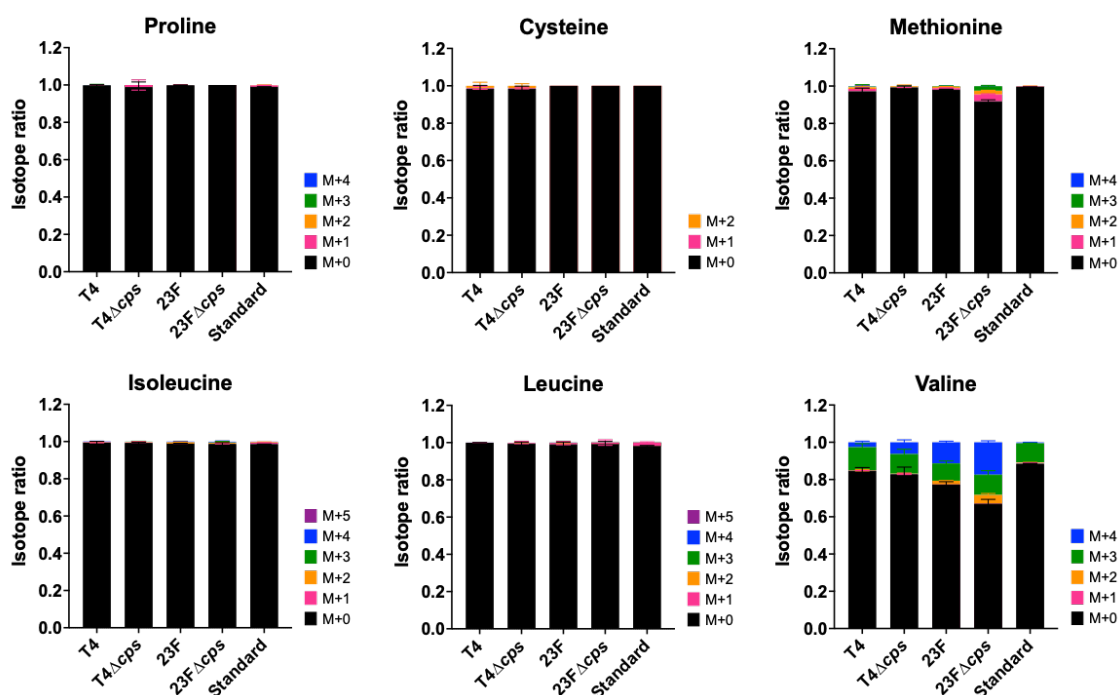 Proline
Isotope ratio
1.2
1.0
0.8
0.6
0.4
0.2
0.0
T4
T4Δcps
23F
23FΔcps
Standard
M+4
M+3
M+2
M+1
M+0
Cysteine
Isotope ratio
1.2
1.0
0.8
0.6
0.4
0.2
0.0
T4
T4Δcps
23F
23FΔcps
Standard
M+2
M+1
M+0
Methionine
Isotope ratio
1.2
1.0
0.8
0.6
0.4
0.2
0.0
T4
T4Δcps
23F
23FΔcps
Standard
M+4
M+3
M+2
M+1
M+0
Isoleucine
Isotope ratio
1.2
1.0
0.8
0.6
0.4
0.2
0.0
T4
T4Δcps
23F
23FΔcps
Standard
M+5
M+4
M+3
M+2
M+1
M+0
Leucine
Isotope ratio
1.2
1.0
0.8
0.6
0.4
0.2
0.0
T4
T4Δcps
23F
23FΔcps
Standard
M+5
M+4
M+3
M+2
M+1
M+0
Valine
Isotope ratio
1.2
1.0
0.8
0.6
0.4
0.2
0.0
T4
T4Δcps
23F
23FΔcps
Standard
M+4
M+3
M+2
M+1
M+0